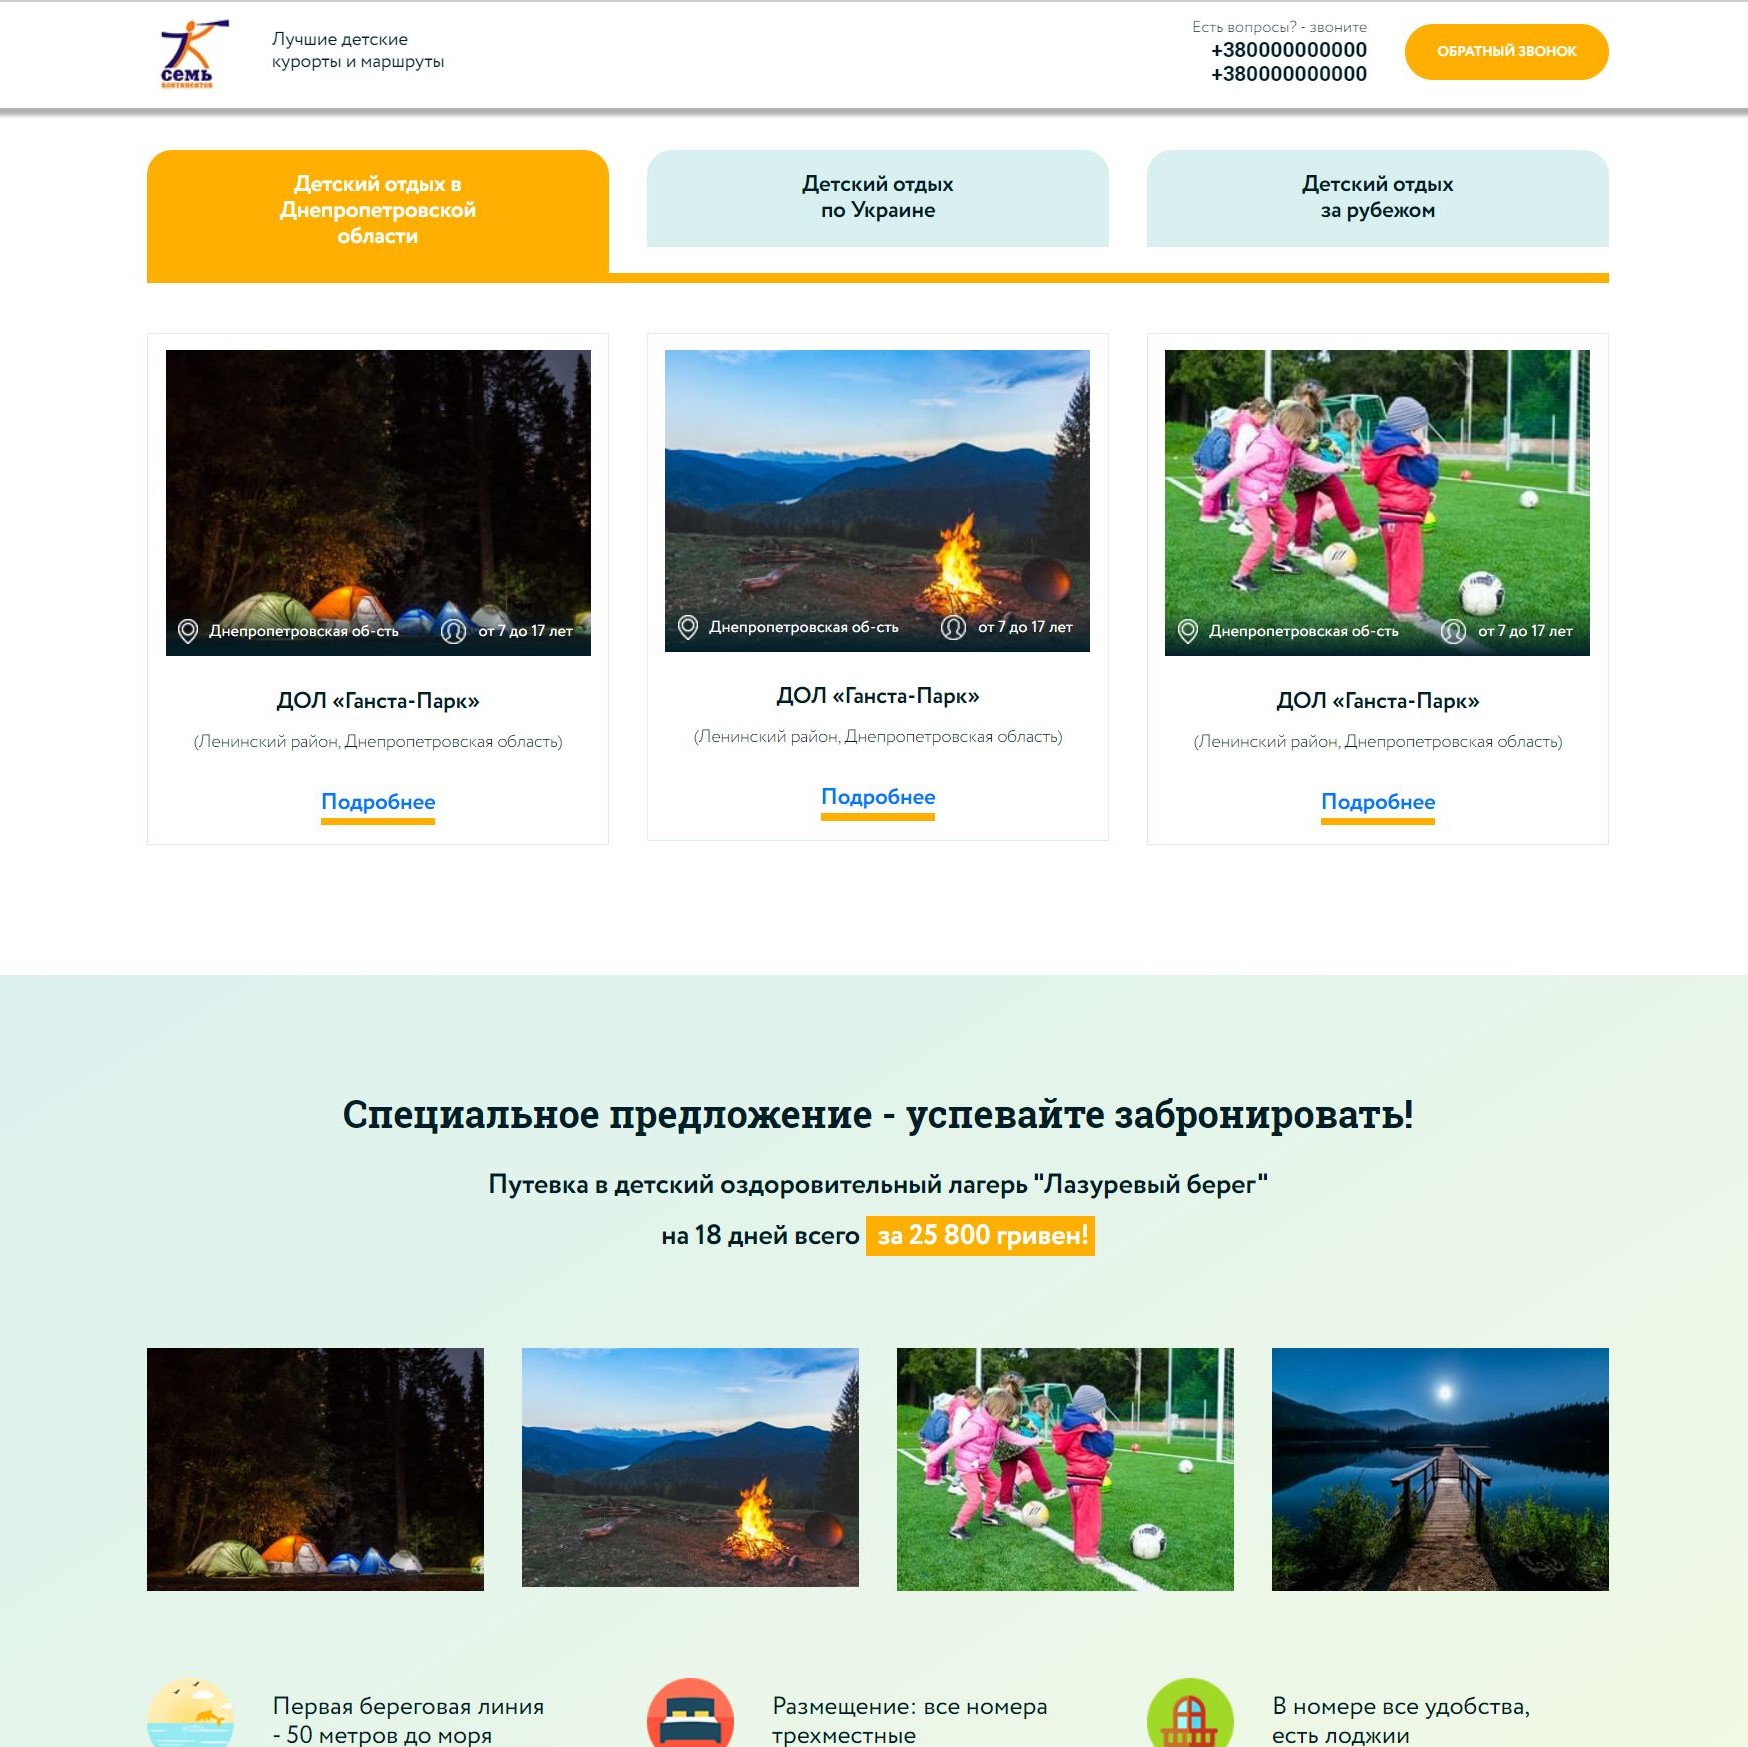 семь
континентов
Лучшие детские
курорты и маршруты
Есть вопросы? - звоните
+380000000000
+380000000000
ОБРАТНЫЙ ЗВОНОК
Детский отдых в
Днепропетровской
области
Детский отдых
по Украине
Детский отдых
за рубежом
Днепропетровская об-сть
от 7 до 17 лет
Днепропетровская об-сть
от 7 до 17 лет
Днепропетровская об-сть
от 7 до 17 лет
ДОЛ «Ганста-Парк»
(Ленинский район, Днепропетровская область)
Подробнее
ДОЛ «Ганста-Парк»
(Ленинский район, Днепропетровская область)
Подробнее
ДОЛ «Ганста-Парк»
(Ленинский район, Днепропетровская область)
Подробнее
Специальное предложение - успевайте забронировать!
Путевка в детский оздоровительный лагерь "Лазуревый берег"
на 18 дней всего за 25 800 гривен!
Первая береговая линия
- 50 метров до моря
Размещение: все номера
трехместные
В номере все удобства,
есть лоджии